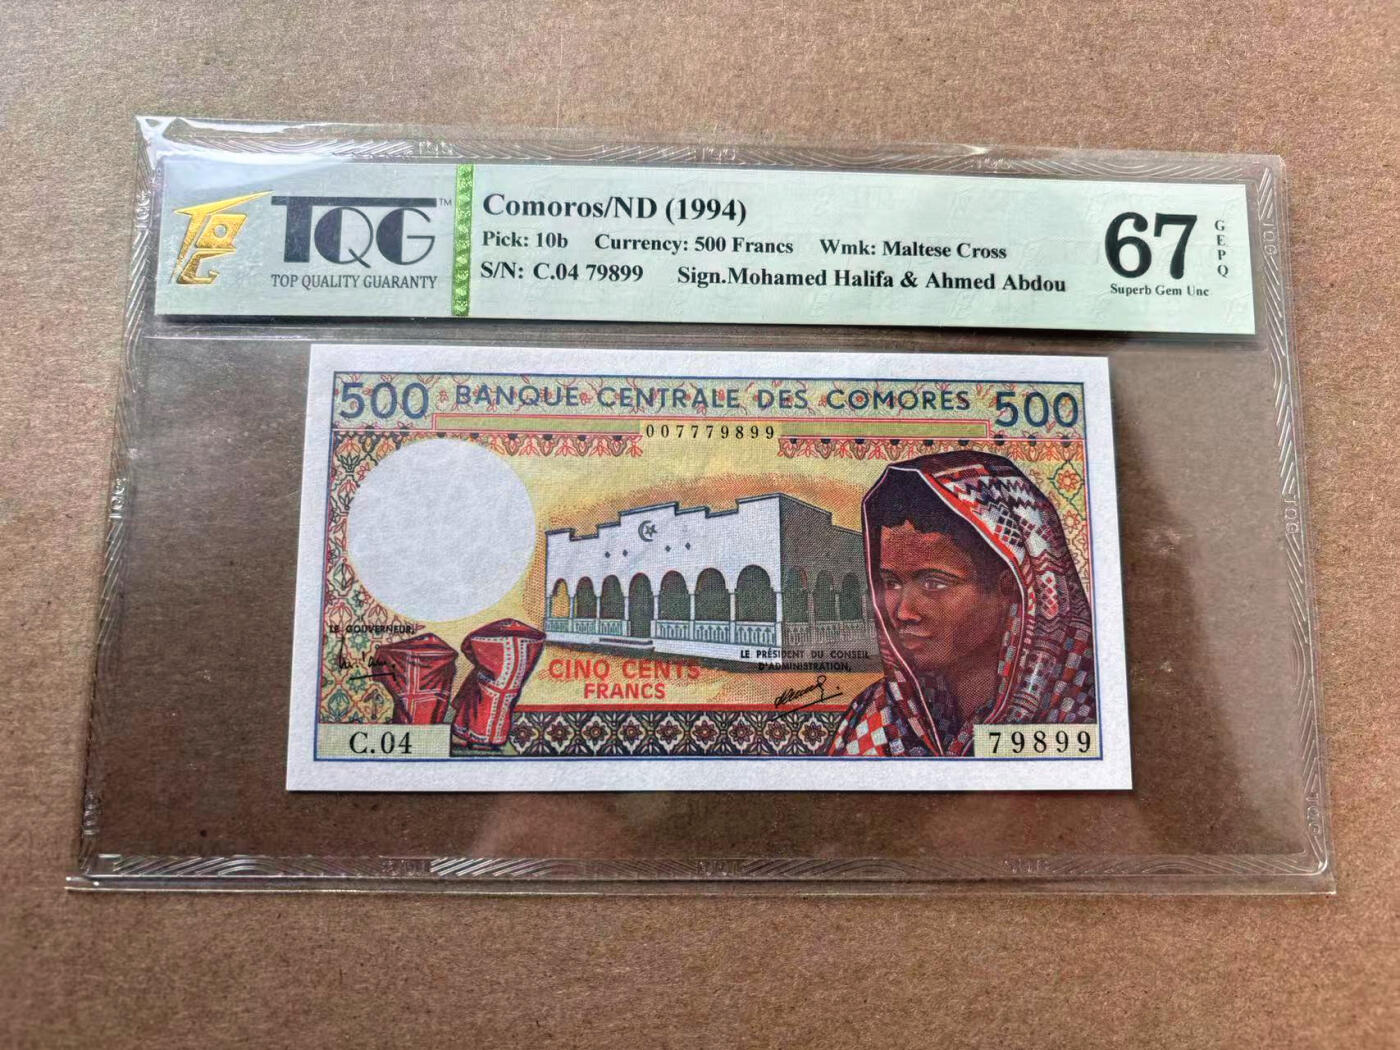 TQG™
TOP QUALITY GUARANTY
Comoros/ND (1994)
Pick: 10b Currency: 500 Francs Wmk: Maltese Cross
S/N: C.04 79899 Sign.Mohamed Halifa & Ahmed Abdou
67
GEPQ
Superb Gem Unc
500 BANQUE CENTRALE DES COMORES 500
007779899
LE GOUVERNEUR,
LE PRÉSIDENT DU CONSEIL
D'ADMINISTRATION,
CINQ CENTS
FRANCS
C.04
79899